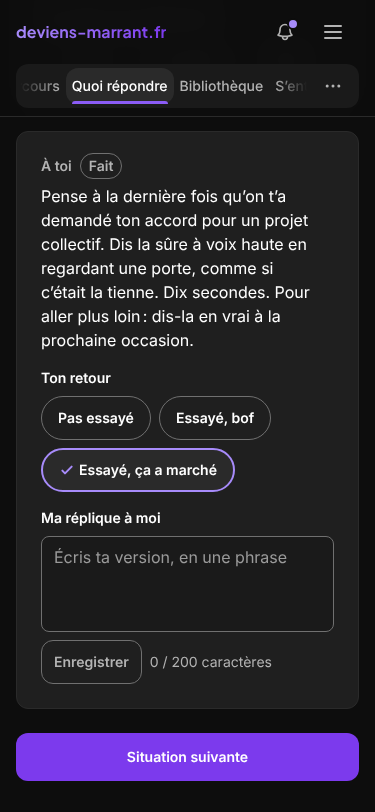 deviens-marrant.fr
cours Quoi répondre Bibliothèque S'en
À toi Fait
Pense à la dernière fois qu’on t’a
demandé ton accord pour un projet
collectif. Dis la sûre à voix haute en
regardant une porte, comme si
c’était la tienne. Dix secondes. Pour
aller plus loin : dis-la en vrai à la
prochaine occasion.
Ton retour
Pas essayé
Essayé, bof
Essayé, ça a marché
Ma réplique à moi
Écris ta version, en une phrase
Enregistrer 0 / 200 caractères
Situation suivante